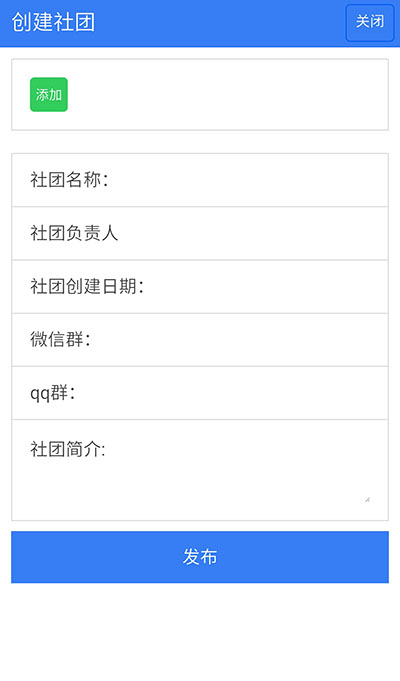 创建社团
关闭
添加
社团名称：
社团负责人
社团创建日期：
微信群：
qq群：
社团简介:
发布